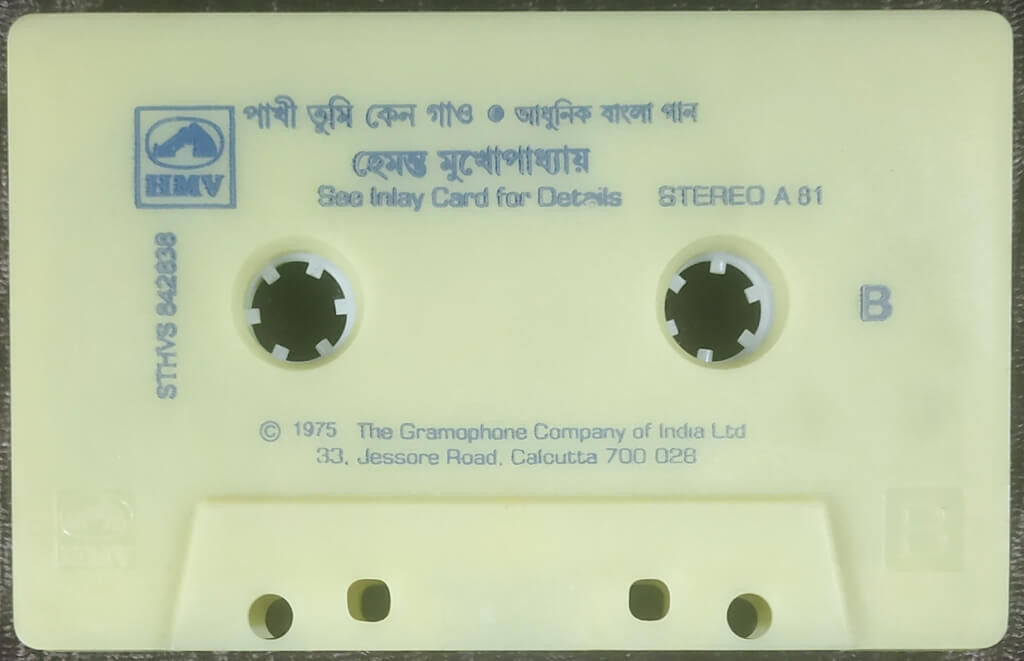 পাখী তুমি কেন গাও • আধুনিক বাংলা গান
হেমন্ত মুখোপাধ্যায়
HMV
See Inlay Card for Details STEREO A 81
STHVS 842838
B
© 1975 The Gramophone Company of India Ltd
33, Jessore Road, Calcutta 700 028
HMV
B